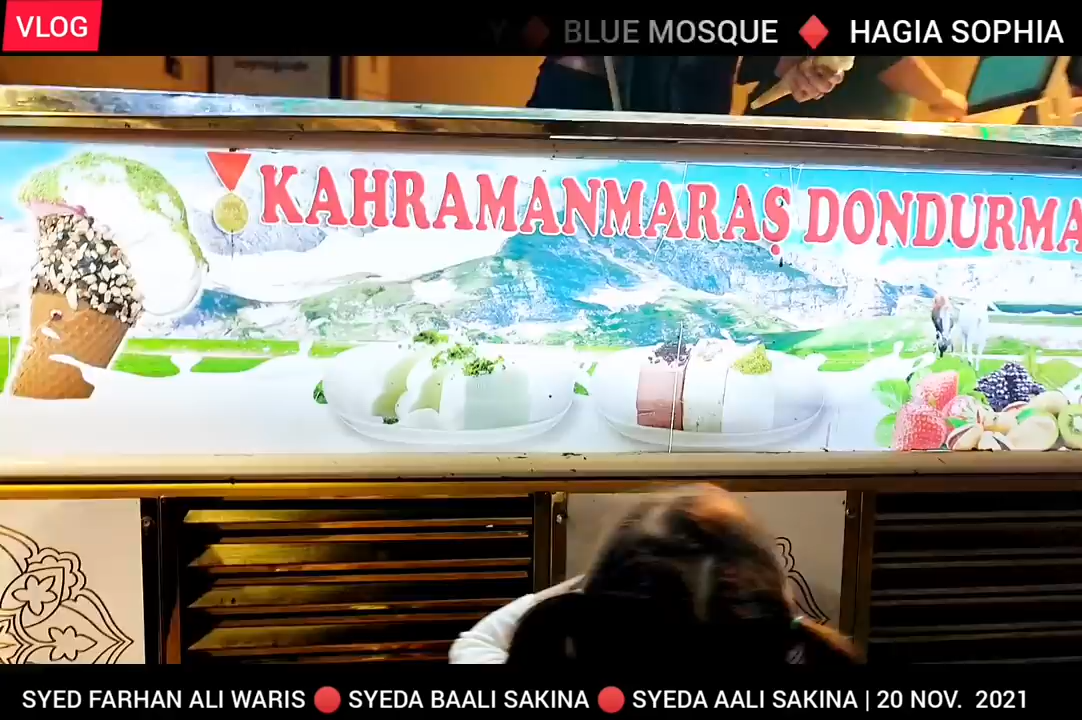 VLOG
BLUE MOSQUE ♦ HAGIA SOPHIA
KAHRAMANMARAŞ DONDURMA
SYED FARHAN ALI WARIS 🔴 SYEDA BAALI SAKINA 🔴 SYEDA AALI SAKINA | 20 NOV. 2021